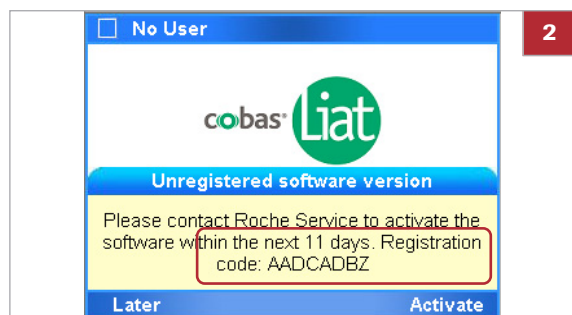 No User
2
cobas®
Liat
Unregistered software version
Please contact Roche Service to activate the
software within the next 11 days. Registration
code: AADCADBZ
Later Activate